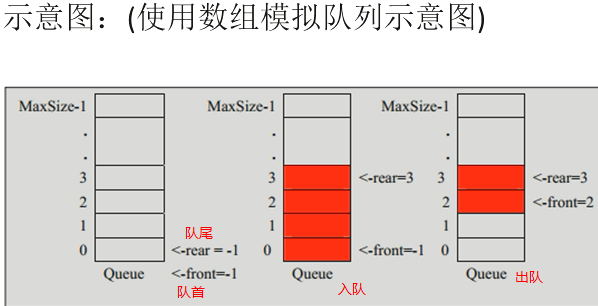 示意图：(使用数组模拟队列示意图)
MaxSize-1
.
.
3
2
1
0
队尾
<-rear = -1
Queue
<-front=-1
队首
MaxSize-1
.
.
3
<-rear=3
2
1
0
<-front=-1
Queue
入队
MaxSize-1
.
.
3
<-rear=3
2
<-front=2
1
0
Queue
出队